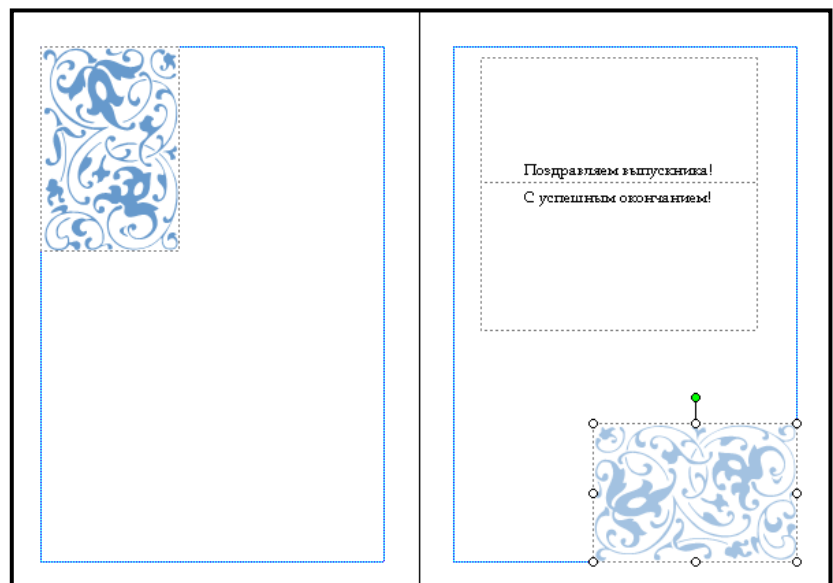 Поздравляем выпускника!
С успешным окончанием!